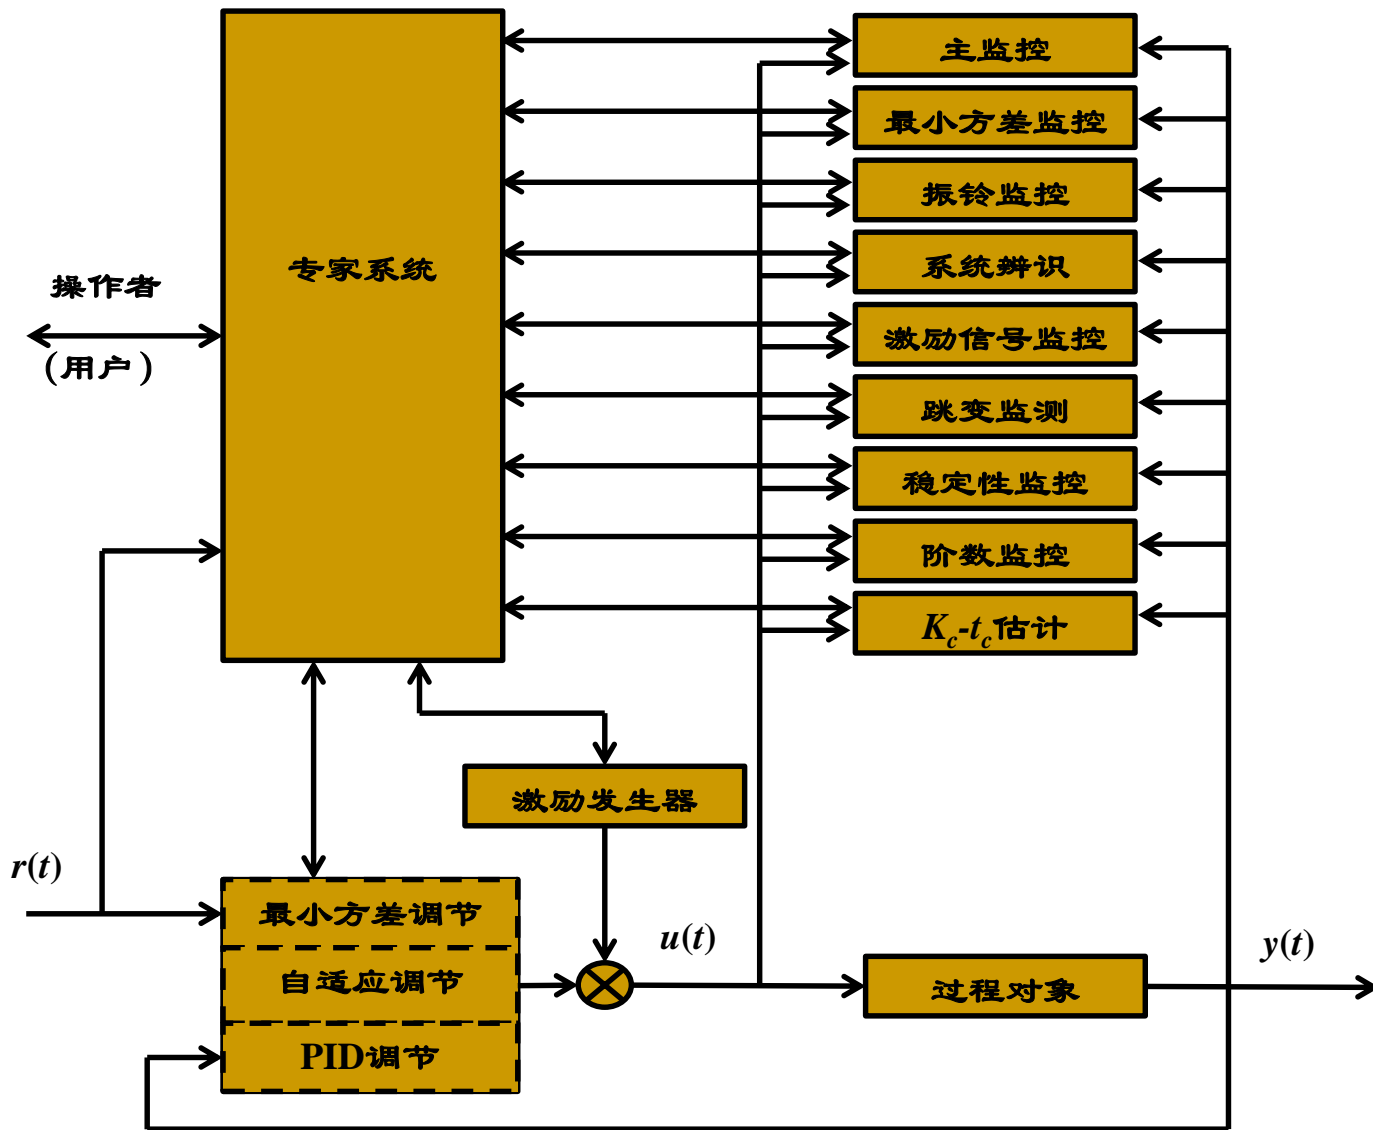 主监控
最小方差监控
振铃监控
专家系统
系统辨识
操作者
(用户)
激励信号监控
跳变监测
稳定性监控
阶数监控
K_c-t_c估计
激励发生器
r(t)
最小方差调节
u(t)
y(t)
自适应调节
过程对象
PID调节